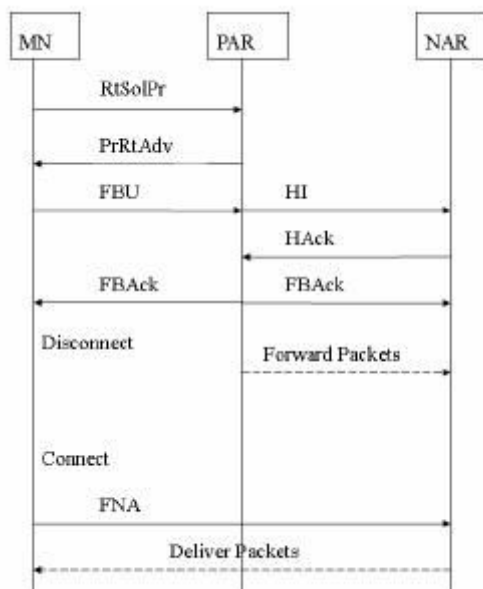 MN PAR NAR
RtSolPr
PrRtAdv
FBU HI
HAck
FBAck FBAck
Disconnect
Forward Packets
Connect
FNA
Deliver Packets